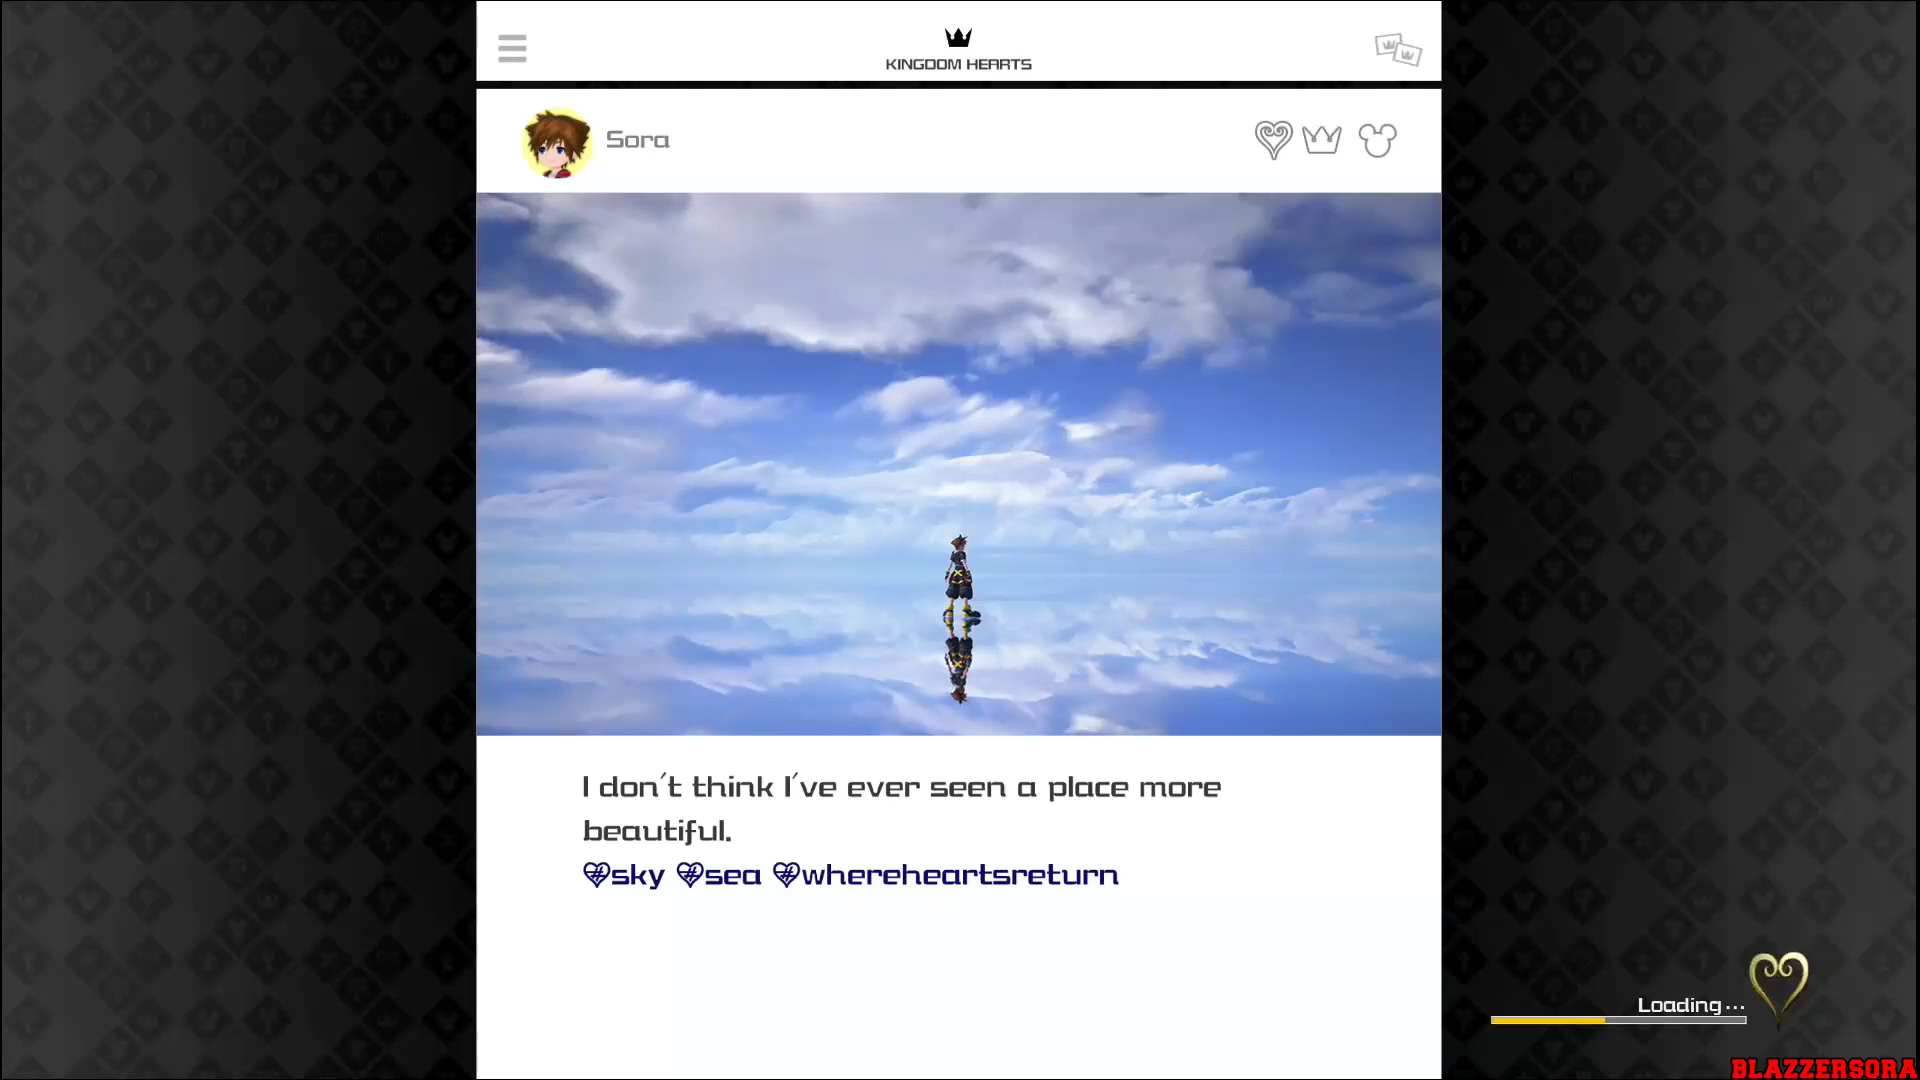 KINGDOM HEARTS
Sora
I don't think I've ever seen a place more
beautiful.
#sky #sea #whereheartsreturn
Loading...
BLAZZERSORA